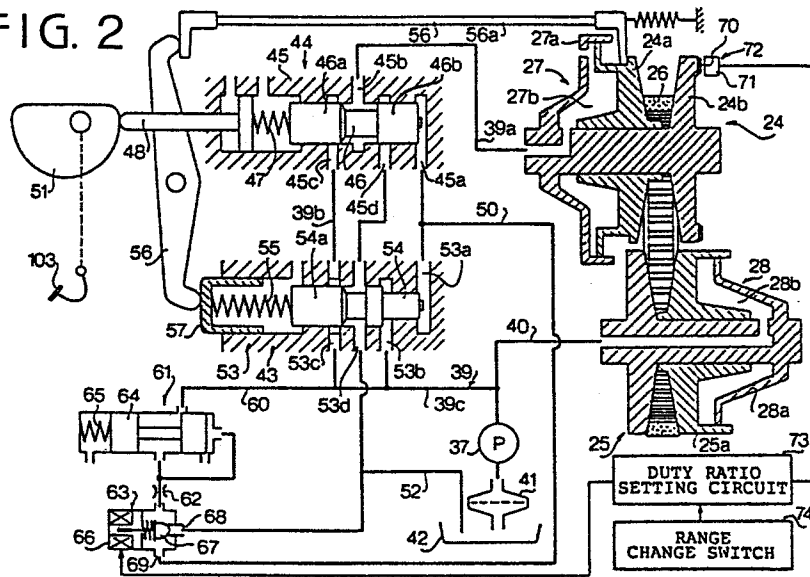 FIG. 2
56
56a
27a
24a
70
72
45
44
46a
45b
46b
27
26
71
27b
24b
24
48
39a
51
47
45c
46
45d
45a
39b
50
103
56
55
54a
54
53a
28
28b
57
40
53
43
53c
53d
53b
39
61
60
39c
28a
65
64
37
P
25
25a
73
62
52
41
DUTY RATIO
SETTING CIRCUIT
63
68
42
74
66
67
RANGE
CHANGE SWITCH
69